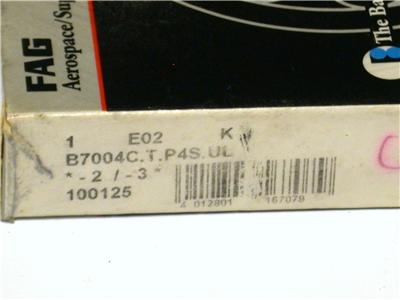 FAG
Aerospace/Sup
The Ba
1 E02 K
B7004C.T.P4S.UL
* -2 / -3 *
100125
4 012801 167079